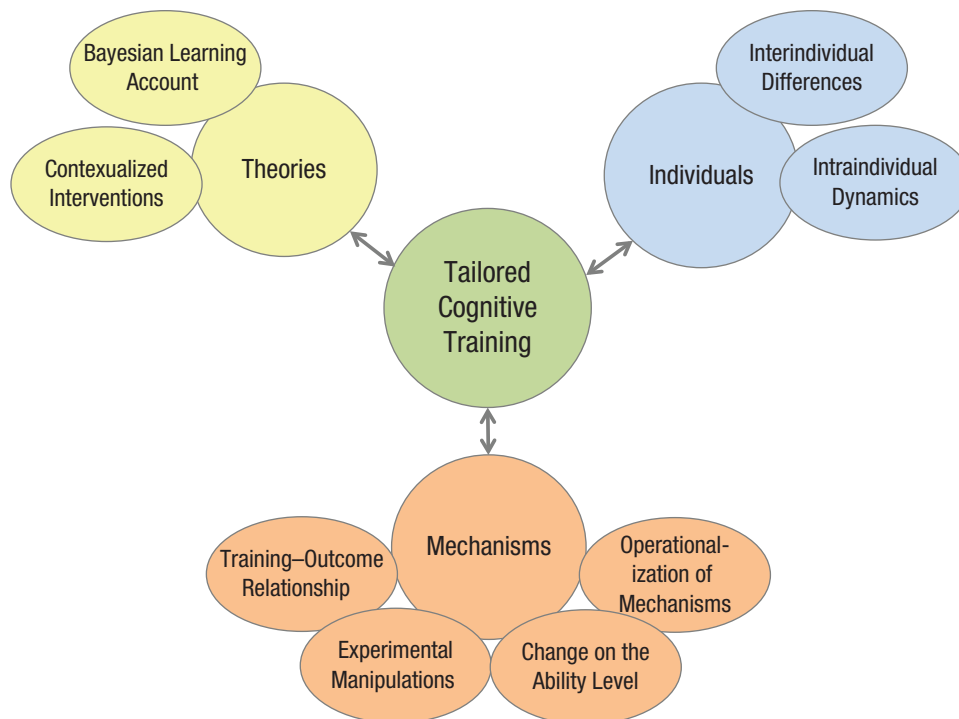 Bayesian Learning
Account
Contexualized
Interventions
Theories
Interindividual
Differences
Individuals
Intraindividual
Dynamics
Tailored
Cognitive
Training
Mechanisms
Training–Outcome
Relationship
Operational-
ization of
Mechanisms
Experimental
Manipulations
Change on the
Ability Level